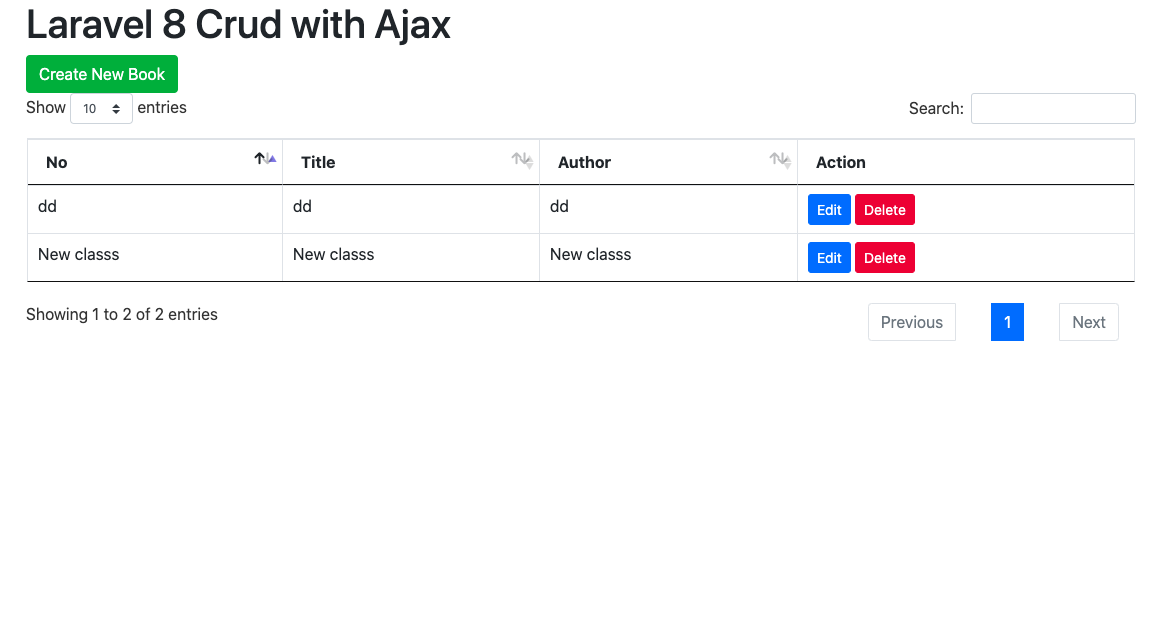 Laravel 8 Crud with Ajax
Create New Book
Show 10 entries Search:
No Title Author Action
dd dd dd Edit Delete
New classs New classs New classs Edit Delete
Showing 1 to 2 of 2 entries Previous 1 Next